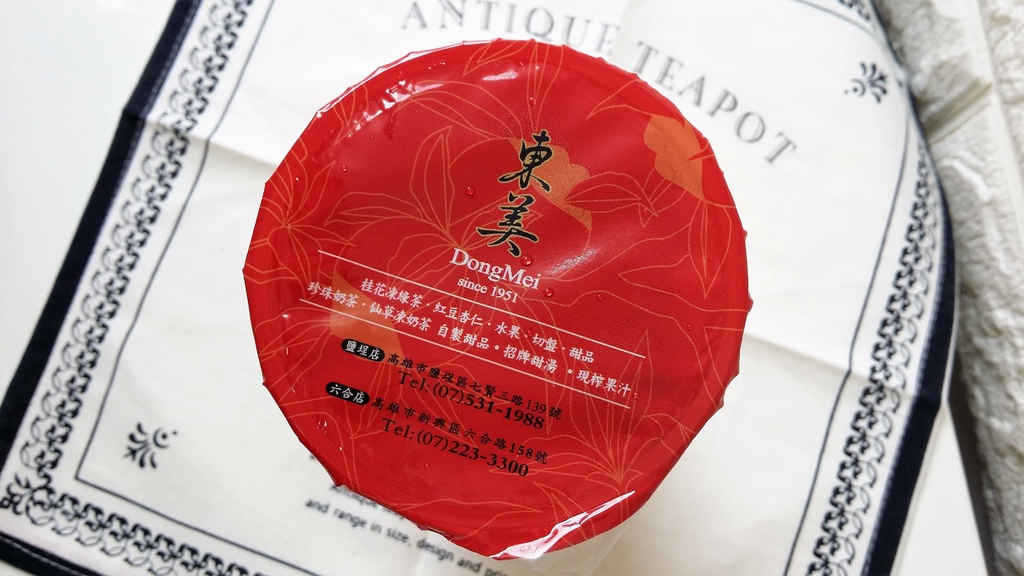 ANTIQUE TEAPOT
東美
DongMei
since 1951
桂花凍綠茶·紅豆杏仁·水果·切盤·甜品
珍珠奶茶·仙草凍奶茶 自製甜品•招牌甜湯•現榨果汁
鹽埕店 高雄市鹽埕區七賢三路139號
Tel:(07)531-1988
六合店 高雄市新興區六合路158號
Tel:(07)223-3300
and range in size, design and